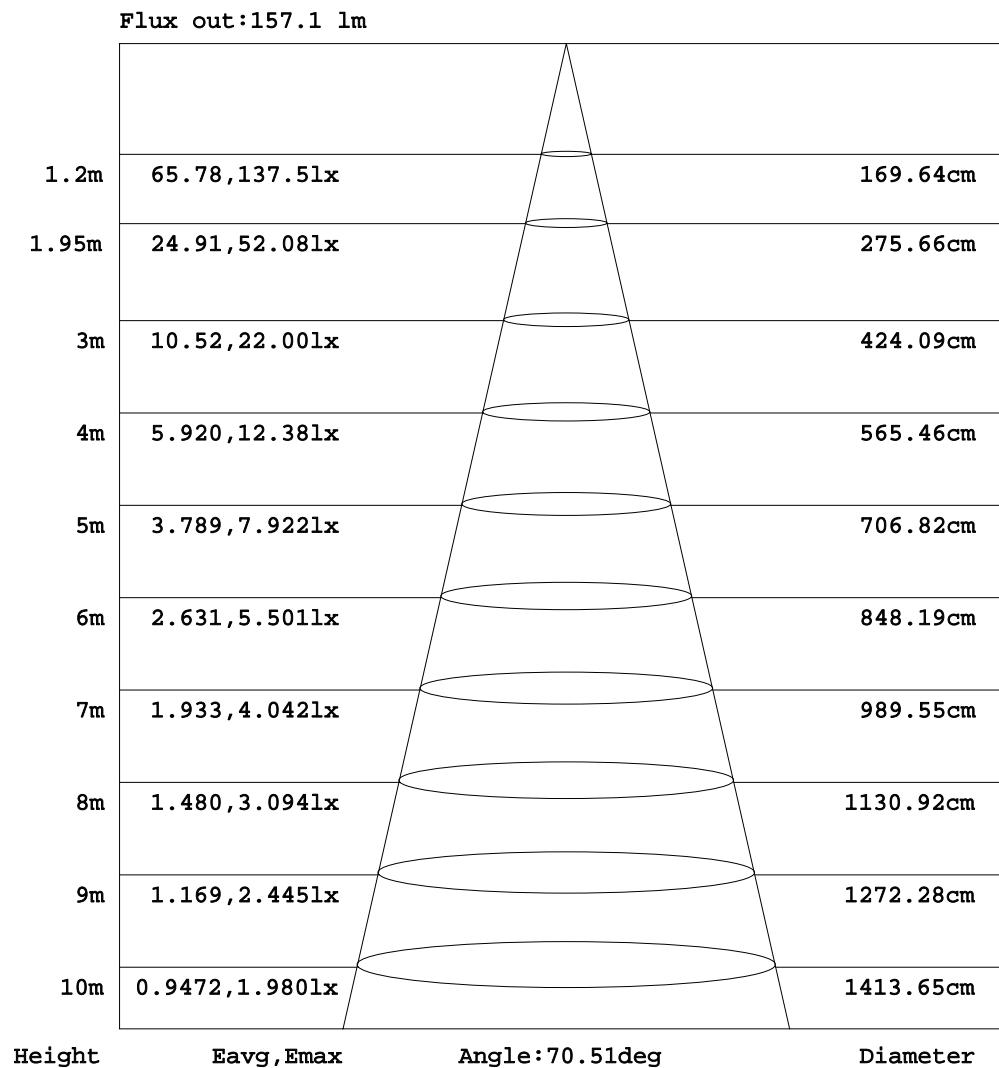 Flux out:157.1 lm
1.2m 65.78,137.5lx 169.64cm
1.95m 24.91,52.08lx 275.66cm
3m 10.52,22.00lx 424.09cm
4m 5.920,12.38lx 565.46cm
5m 3.789,7.922lx 706.82cm
6m 2.631,5.501lx 848.19cm
7m 1.933,4.042lx 989.55cm
8m 1.480,3.094lx 1130.92cm
9m 1.169,2.445lx 1272.28cm
10m 0.9472,1.980lx 1413.65cm
Height Eavg,Emax Angle:70.51deg Diameter